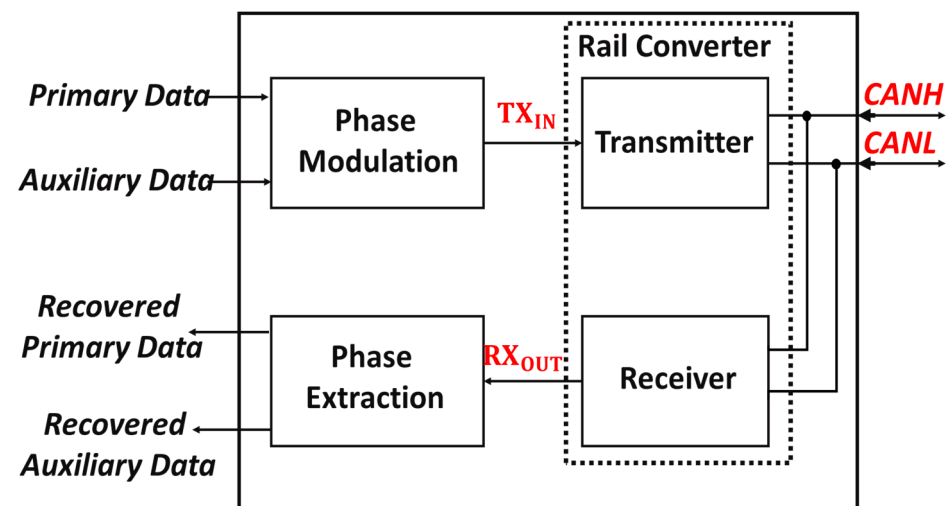 Rail Converter
Primary Data
Auxiliary Data
Phase
Modulation
TX_IN
Transmitter
CANH
CANL
Recovered
Primary Data
Recovered
Auxiliary Data
Phase
Extraction
RX_OUT
Receiver